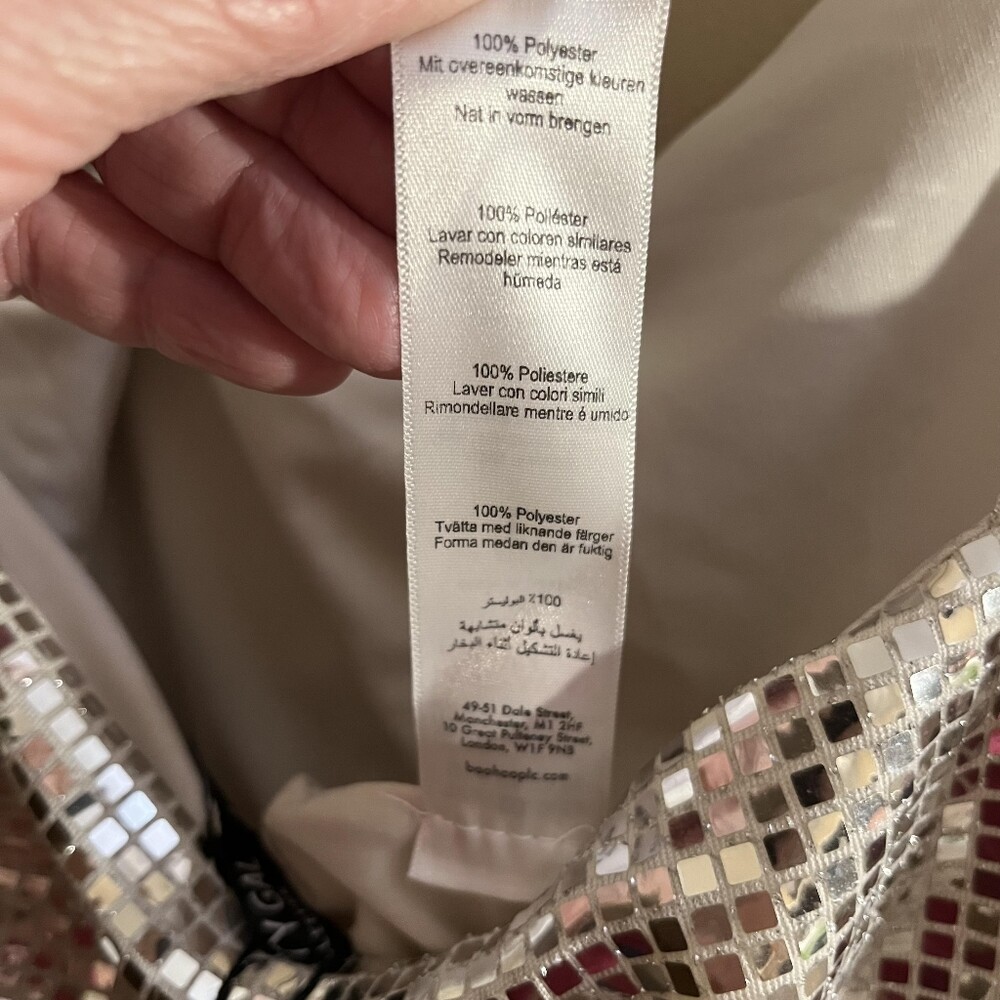 100% Polyester
Mit overeenkomstige kleuren
wassen
Nat in vorm brengen
100% Poliéster
Lavar con coloren similares
Remodeler mientras está
húmeda
100% Poliestere
Laver con colori simili
Rimondellare mentre é umido
100% Polyester
Tvätta med liknande färger
Forma medan den är fuktig
100٪ البوليستر
يغسل بألوان متشابهة
إعادة التشكيل أثناء البخار
49-51 Dale Street,
Manchester, M1 2HF
10 Great Pulteney Street,
London, W1F 9NB
boohooplc.com